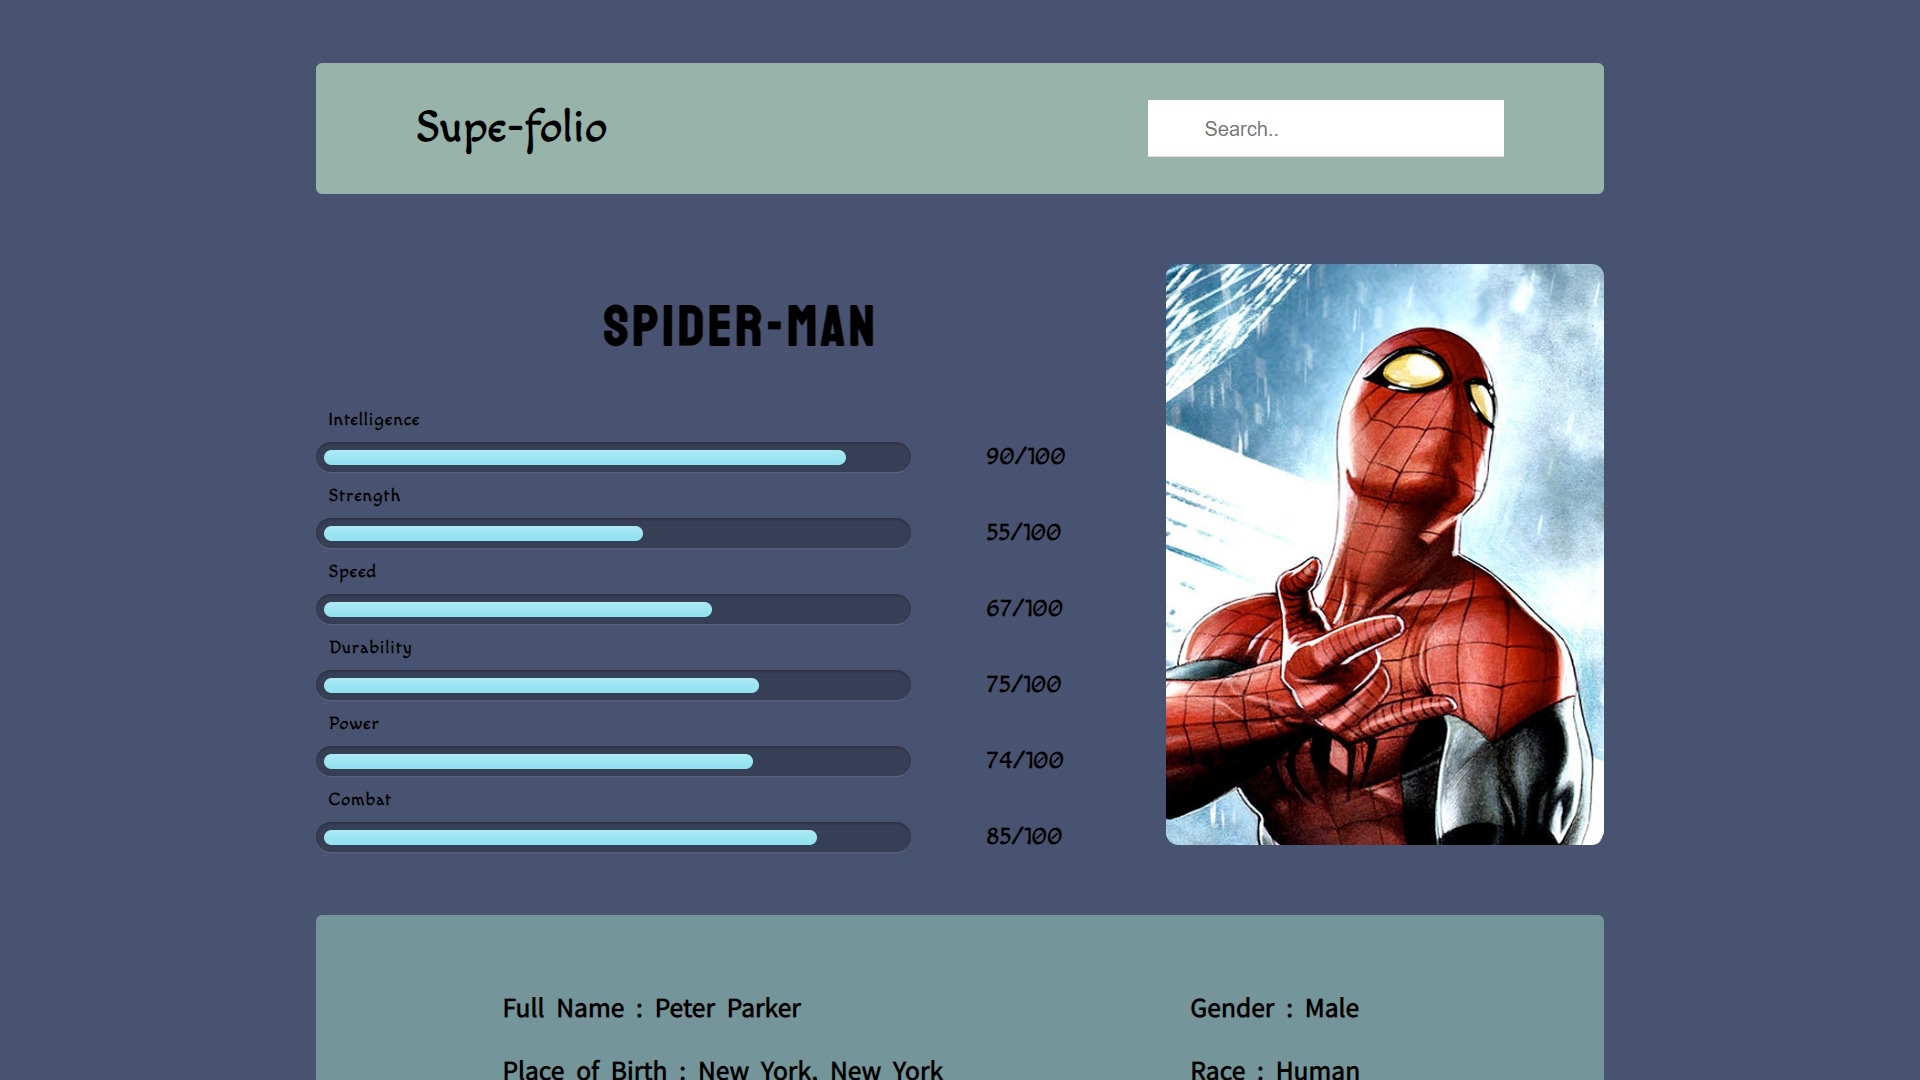 Supe-folio
Search..
SPIDER-MAN
Intelligence
90/100
Strength
55/100
Speed
67/100
Durability
75/100
Power
74/100
Combat
85/100
Full Name : Peter Parker
Gender : Male
Place of Birth : New York, New York
Race : Human